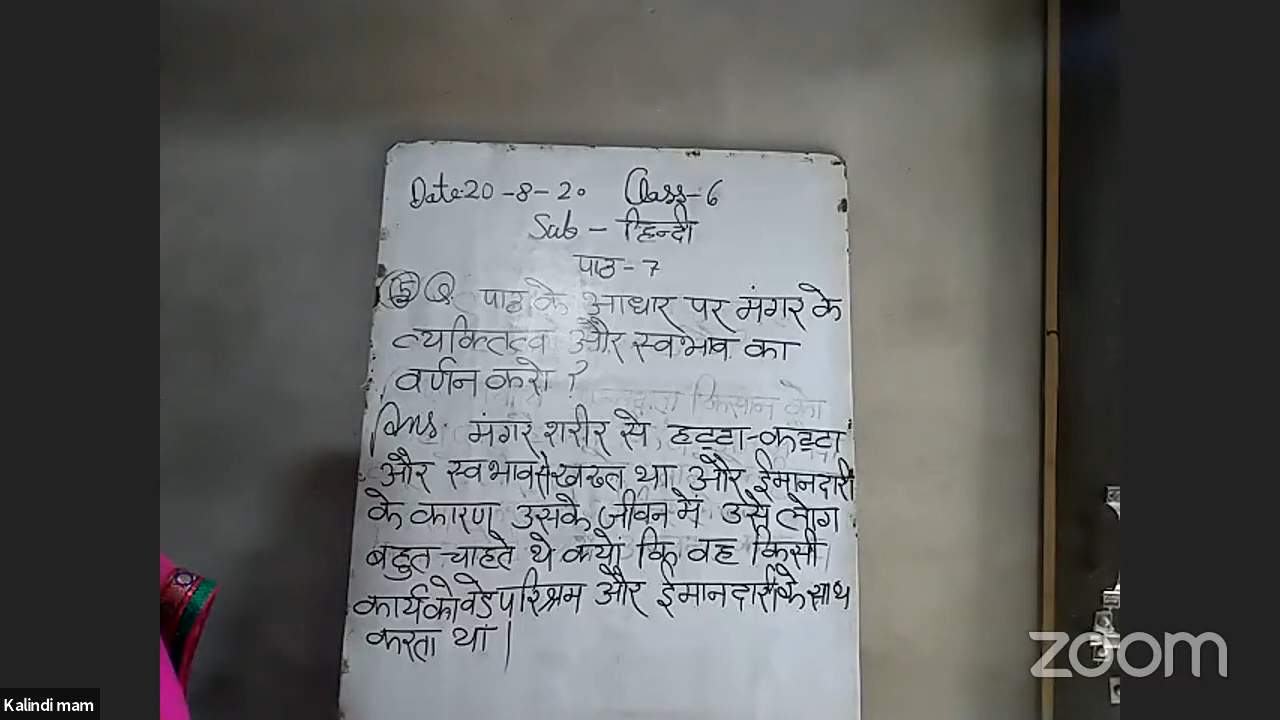 Date:20-8-20 Class-6
Sub - हिन्दी
पाठ-7
⑤ Q. पाठ के आधार पर मंगर के
व्यक्तित्व और स्वभाव का
वर्णन करो ?
किसान को
Ans. मंगर शरीर से हट्टा-कट्टा
और स्वभाव से था और ईमानदारी
के कारण उसके जीवन में उसे लोग
बहुत चाहते थे क्यों कि वह किसी
कार्य को बडे परिश्रम और ईमानदारी के साथ
करता था।
zoom
Kalindi mam